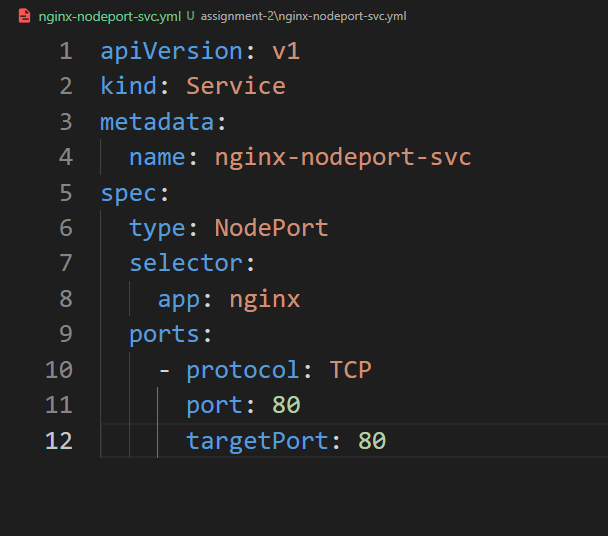 nginx-nodeport-svc.yml U assignment-2\nginx-nodeport-svc.yml
1 apiVersion: v1
2 kind: Service
3 metadata:
4   name: nginx-nodeport-svc
5 spec:
6   type: NodePort
7   selector:
8     app: nginx
9   ports:
10     - protocol: TCP
11       port: 80
12       targetPort: 80